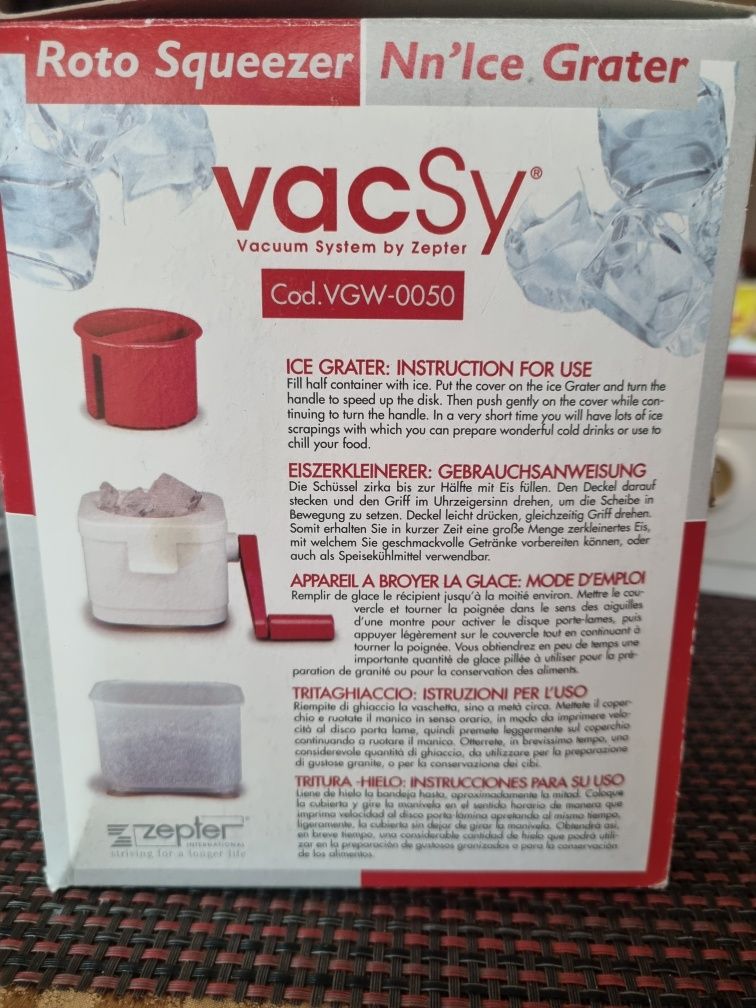 Roto Squeezer Nn'Ice Grater
vacSy®
Vacuum System by Zepter
Cod.VGW-0050
ICE GRATER: INSTRUCTION FOR USE
Fill half container with ice. Put the cover on the ice Grater and turn the
handle to speed up the disk. Then push gently on the cover while con-
tinuing to turn the handle. In a very short time you will have lots of ice
scrapings with which you can prepare wonderful cold drinks or use to
chill your food.
EISZERKLEINERER: GEBRAUCHSANWEISUNG
Die Schüssel zirka bis zur Hälfte mit Eis füllen. Den Deckel darauf
stecken und den Griff im Uhrzeigersinn drehen, um die Scheibe in
Bewegung zu setzen. Deckel leicht drücken, gleichzeitig Griff drehen.
Somit erhalten Sie in kurzer Zeit eine große Menge zerkleinertes Eis,
mit welchem Sie geschmackvolle Getränke vorbereiten können, oder
auch als Speisekühlmittel verwendbar.
APPAREIL A BROYER LA GLACE: MODE D'EMPLOI
Remplir de glace le récipient jusqu'à la moitié environ. Mettre le cou-
vercle et tourner la poignée dans le sens des aiguilles
d'une montre pour activer le disque porte-lames, puis
appuyer légèrement sur le couvercle tout en continuant à
tourner la poignée. Vous obtiendrez en peu de temps une
importante quantité de glace pillée à utiliser pour la pré-
paration de granité ou pour la conservation des aliments.
TRITAGHIACCIO: ISTRUZIONI PER L'USO
Riempite di ghiaccio la vaschetta, sino a metà circa. Mettete il coper-
chio e ruotate il manico in senso orario, in modo da imprimere velo-
cità al disco porta lame, quindi premete leggermente sul coperchio
continuando a ruotare il manico. Otterrete, in brevissimo tempo, una
considerevole quantità di ghiaccio, da utilizzare per la preparazione
di gustose granite, o per la conservazione dei cibi.
TRITURA -HIELO: INSTRUCCIONES PARA SU USO
Llene de hielo la bandeja hasta, aproximadamente la mitad. Coloque
la cubierta y gire la manivela en el sentido horario de manera que
imprima velocidad al disco porta-lámina apretando al mismo tiempo,
ligeramente, la cubierta sin dejar de girar la manivela. Obtendrá así,
en breve tiempo, una considerable cantidad de hielo que podrá utili-
zar en la preparación de gustosos granizados o para la conservación
de los alimentos.
zepter
INTERNATIONAL
striving for a longer life